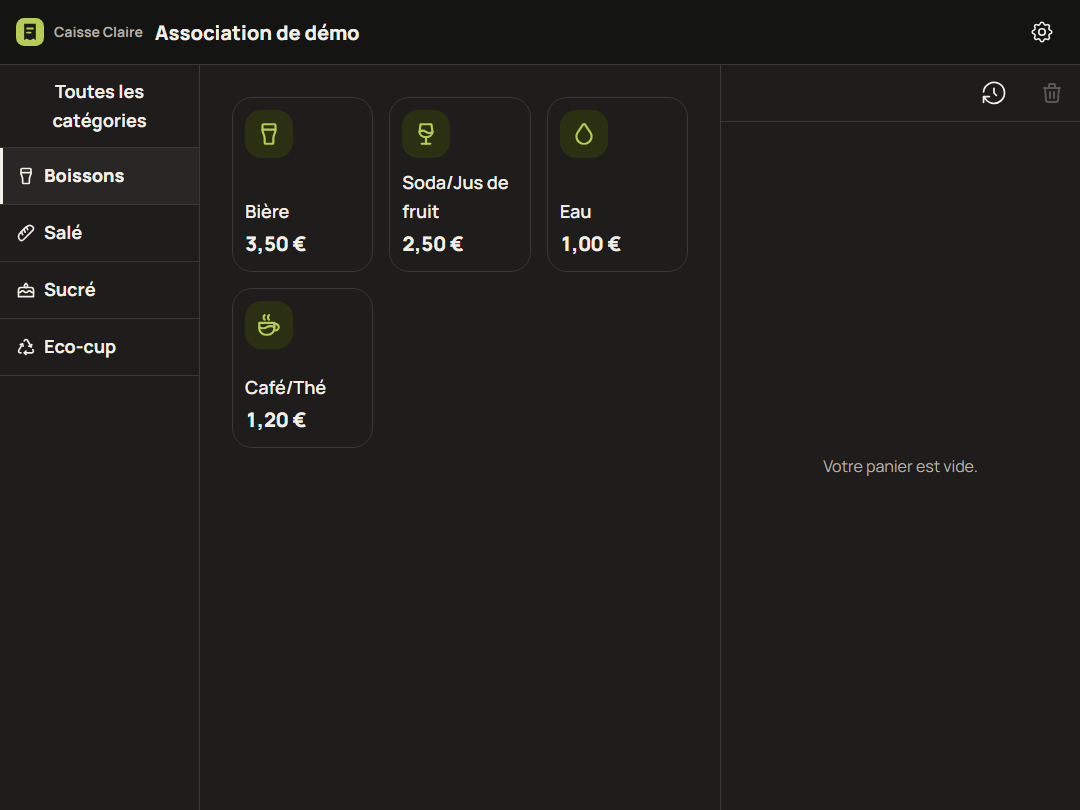 Caisse Claire
Association de démo
Toutes les
catégories
Boissons
Salé
Sucré
Eco-cup
Bière
3,50 €
Soda/Jus de
fruit
2,50 €
Eau
1,00 €
Café/Thé
1,20 €
Votre panier est vide.